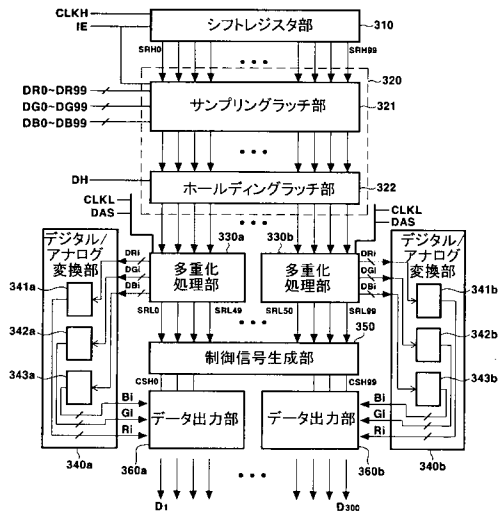 CLKH
IE
シフトレジスタ部
310
SRH0
SRH99
320
DR0~DR99
DG0~DG99
DB0~DB99
サンプリングラッチ部
321
DH
ホールディングラッチ部
322
CLKL
DAS
CLKL
DAS
330a
330b
デジタル/
アナログ
変換部
DRi
DGi
DBi
多重化
処理部
多重化
処理部
DRi
DGi
DBi
デジタル/
アナログ
変換部
341a
342a
343a
341b
342b
343b
SRL0
SRL49
SRL50
SRL99
350
制御信号生成部
CSH0
CSH99
Bi
Gi
Ri
データ出力部
データ出力部
Bi
Gi
Ri
340a
360a
360b
340b
D1
D300